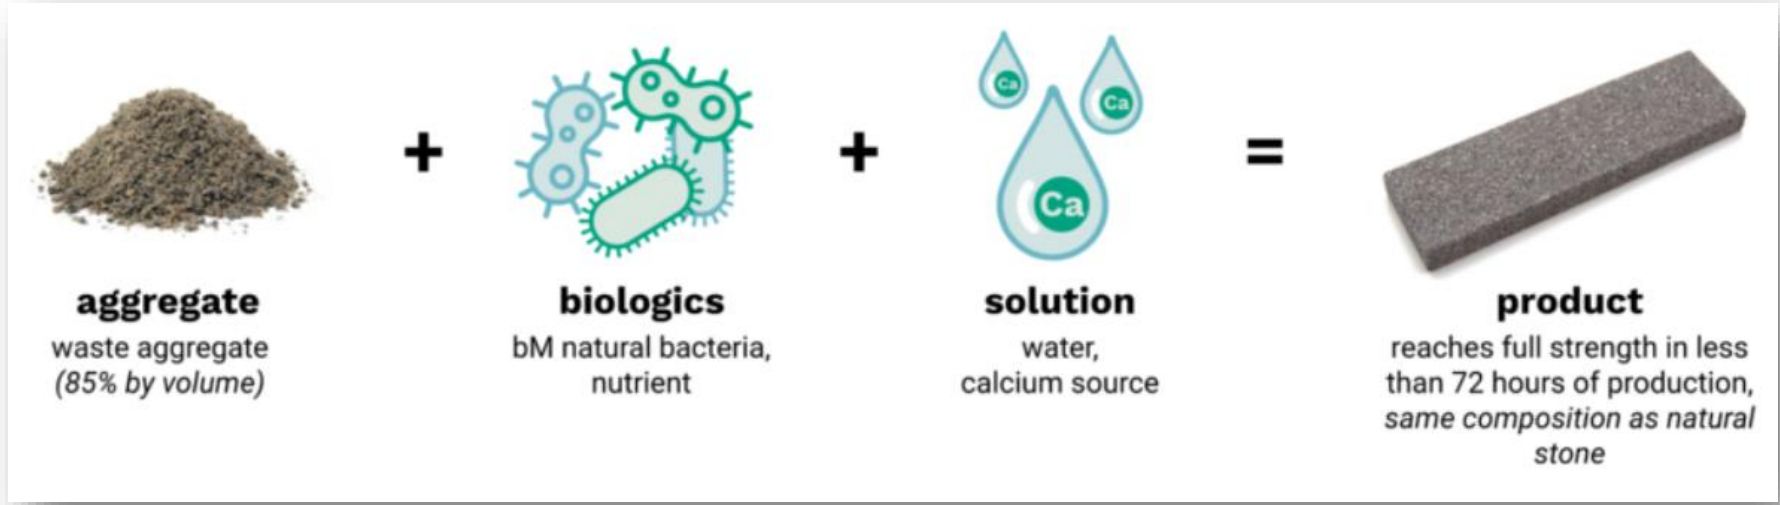 +
+
=
Ca
Ca
Ca
aggregate
waste aggregate
(85% by volume)
biologics
bM natural bacteria,
nutrient
solution
water,
calcium source
product
reaches full strength in less
than 72 hours of production,
same composition as natural
stone